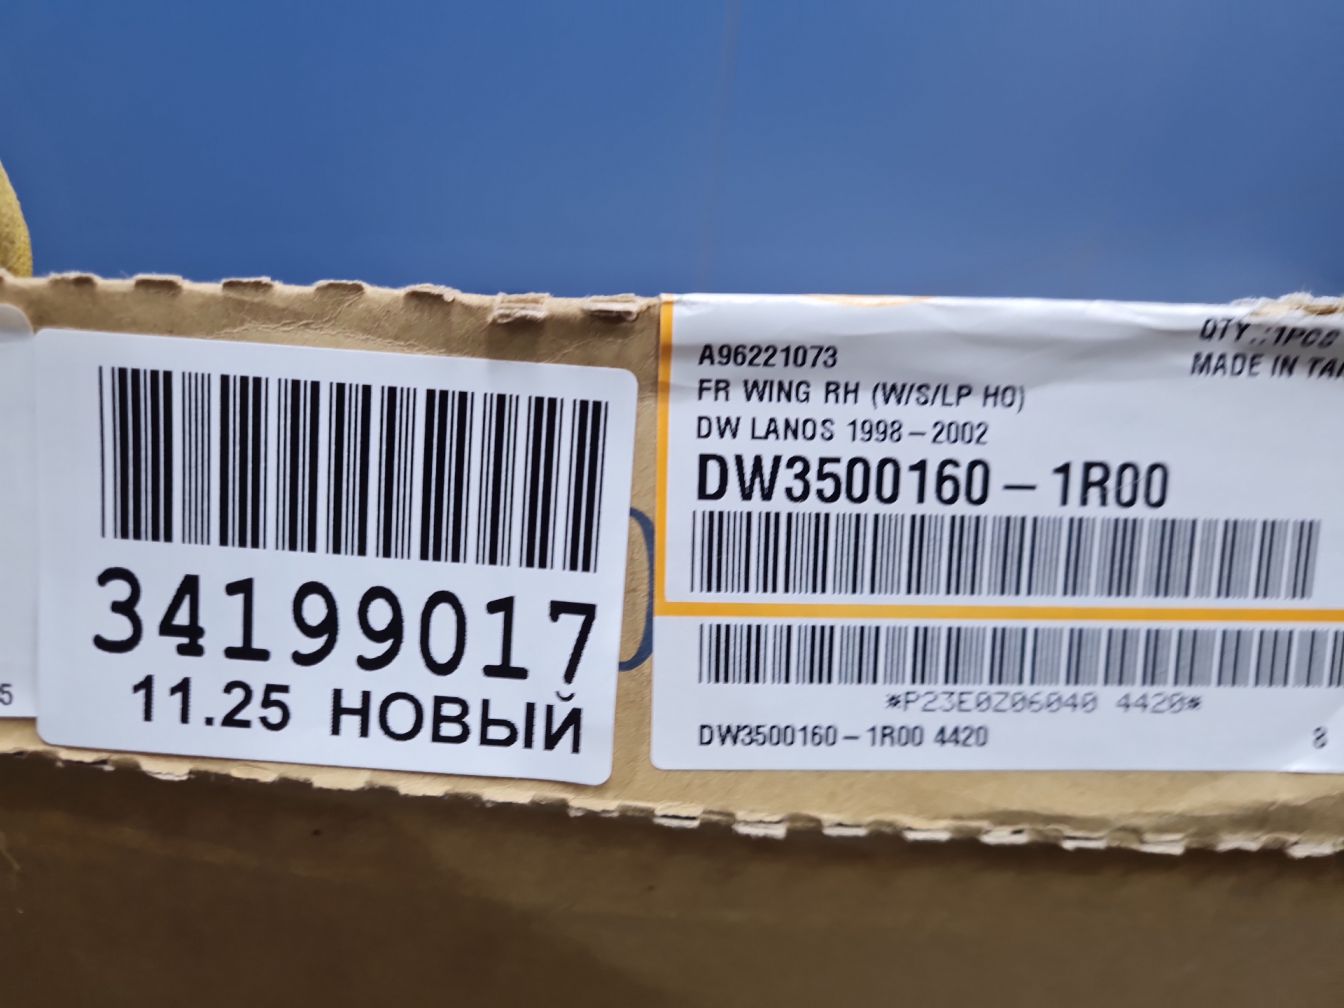 5
34199017
11.25 НОВЫЙ
QTY.:1PCS
A96221073
MADE IN
FR WING RH (W/S/LP HO)
DW LANOS 1998-2002
DW3500160-1R00
*P23E0Z06040 4420*
DW3500160-1R00 4420
8